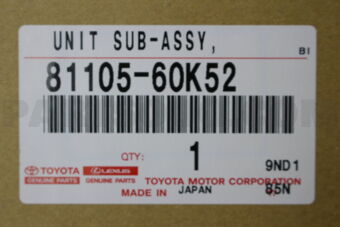 UNIT SUB-ASSY,
BI
81105-60K52
QTY: 1
9ND1
TOYOTA GENUINE PARTS
LEXUS GENUINE PARTS
TOYOTA MOTOR CORPORATION
MADE IN JAPAN
85N